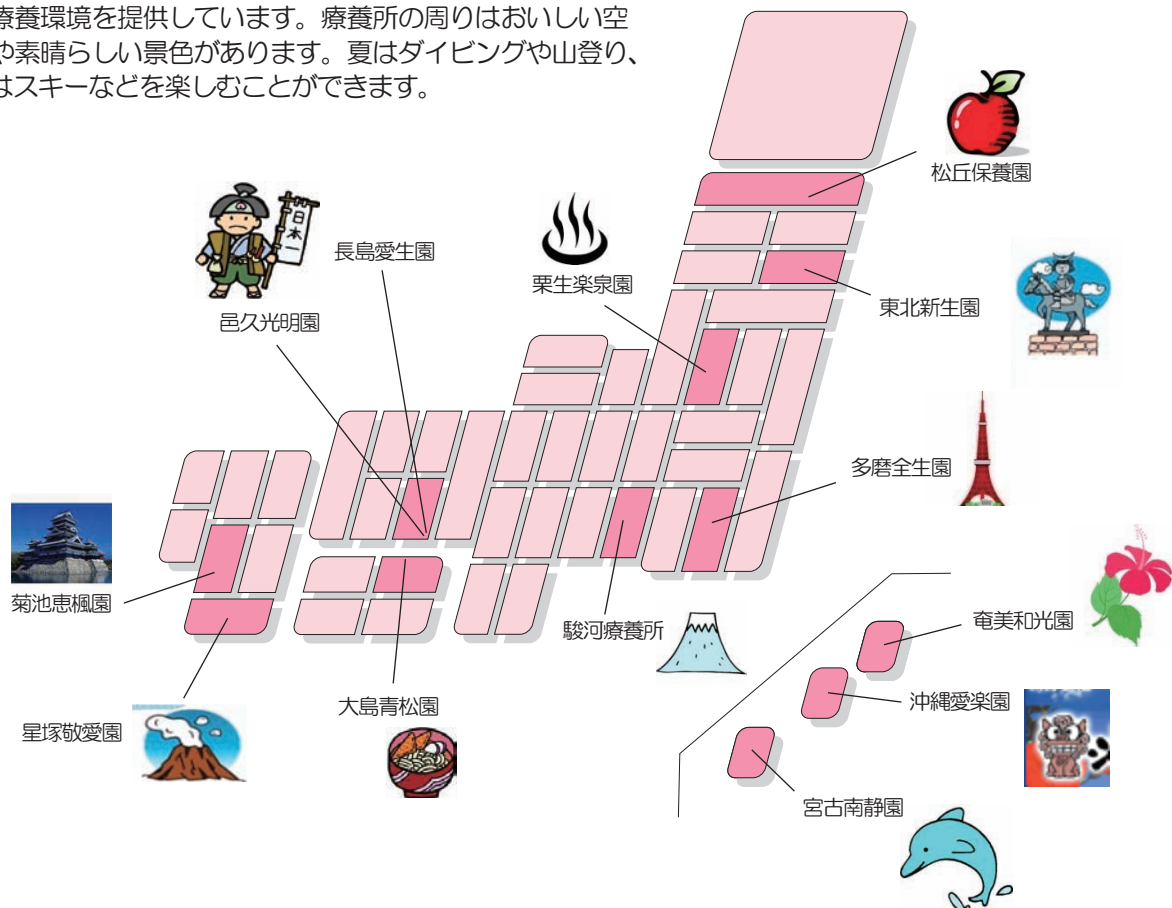 療養環境を提供しています。療養所の周りはおいしい空
や素晴らしい景色があります。夏はダイビングや山登り、
はスキーなどを楽しむことができます。
松丘保養園
日本一
長島愛生園
栗生楽泉園
東北新生園
邑久光明園
多磨全生園
菊池恵楓園
駿河療養所
奄美和光園
大島青松園
沖縄愛楽園
星塚敬愛園
宮古南静園